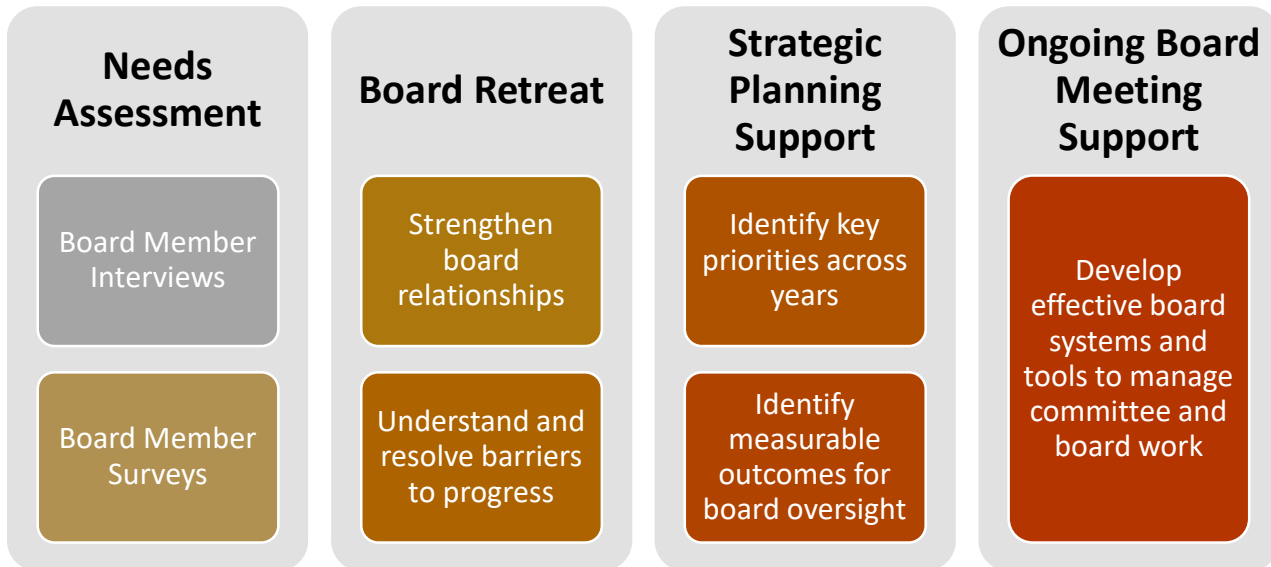 Needs
Assessment
Board Member
Interviews
Board Member
Surveys
Board Retreat
Strengthen
board
relationships
Understand and
resolve barriers
to progress
Strategic
Planning
Support
Identify key
priorities across
years
Identify
measurable
outcomes for
board oversight
Ongoing Board
Meeting
Support
Develop
effective board
systems and
tools to manage
committee and
board work